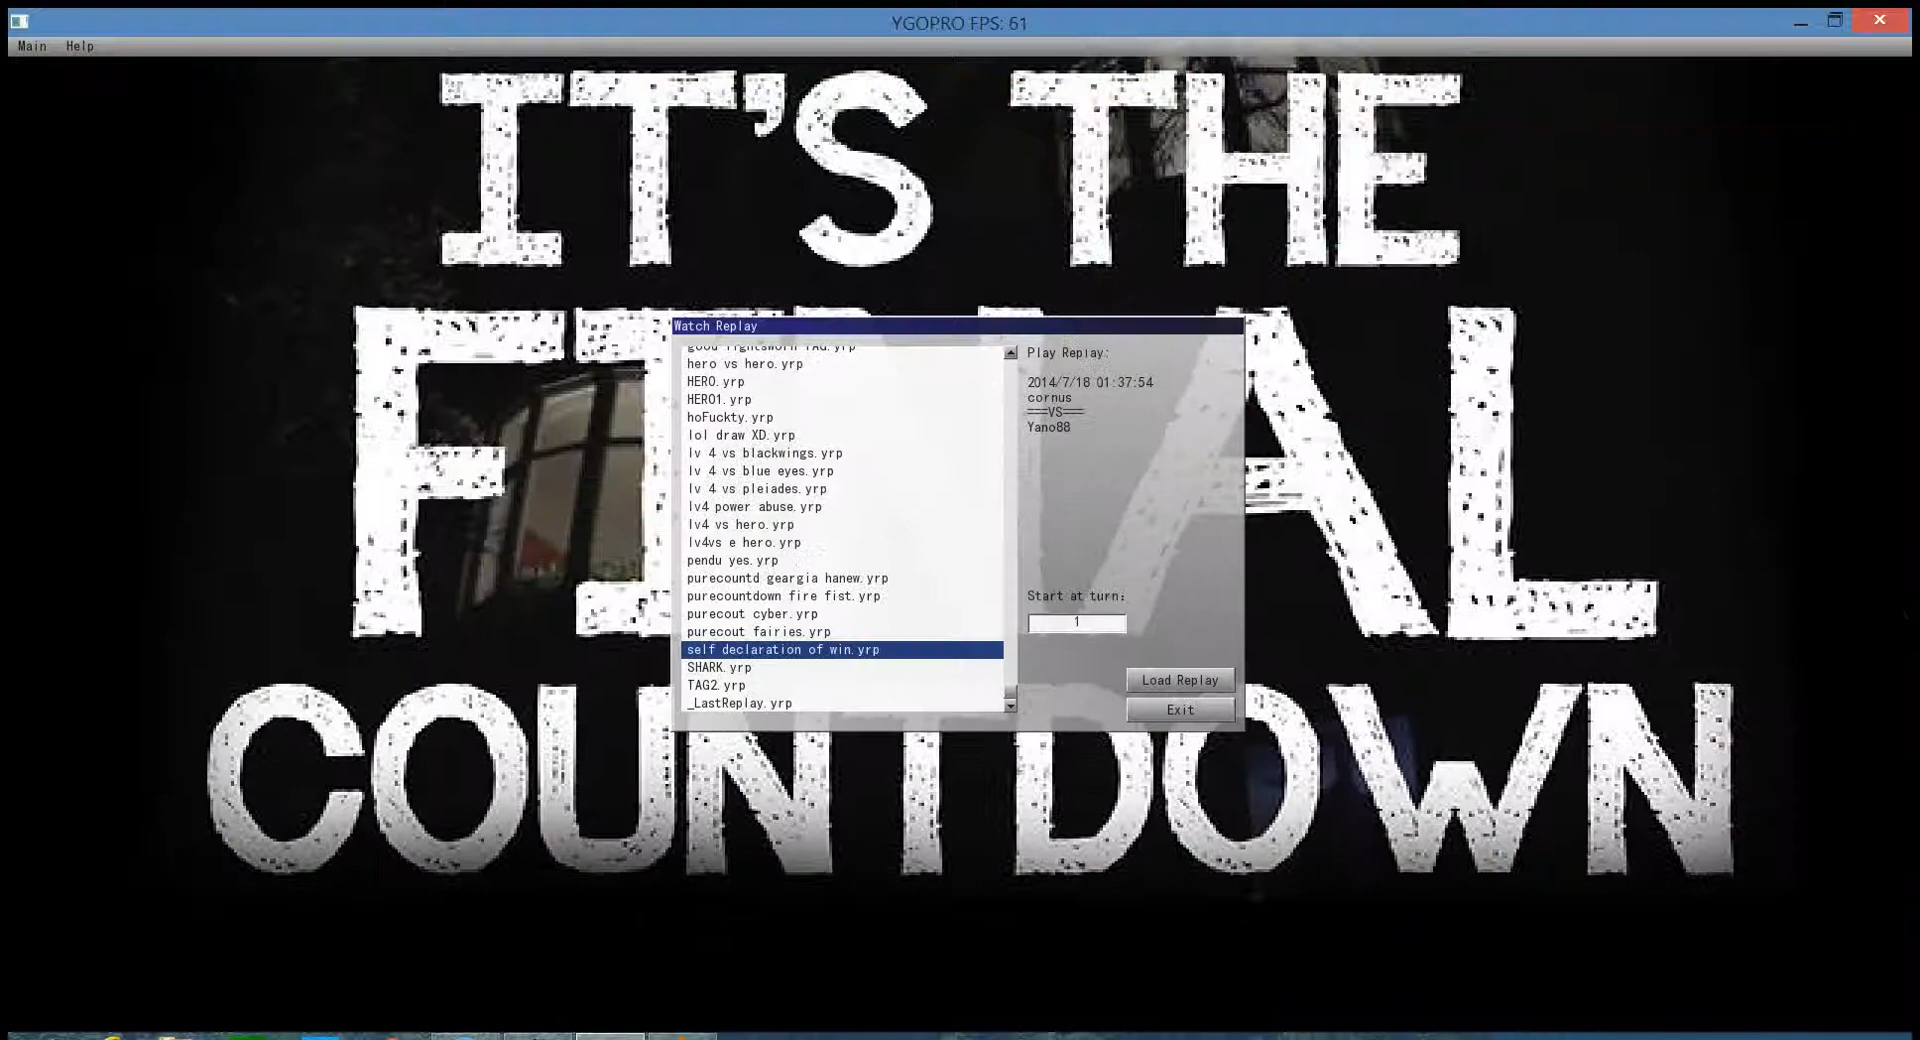 YGOPRO FPS: 61
Main Help
IT'S THE
FINAL
COUNTDOWN
Watch Replay
good lightsworn TAG.yrp
hero vs hero.yrp
HERO.yrp
HERO1.yrp
hoFuckty.yrp
lol draw XD.yrp
lv 4 vs blackwings.yrp
lv 4 vs blue eyes.yrp
lv 4 vs pleiades.yrp
lv4 power abuse.yrp
lv4 vs hero.yrp
lv4vs e hero.yrp
pendu yes.yrp
purecountd geargia hanew.yrp
purecountdown fire fist.yrp
purecout cyber.yrp
purecout fairies.yrp
self declaration of win.yrp
SHARK.yrp
TAG2.yrp
_LastReplay.yrp
Play Replay:
2014/7/18 01:37:54
cornus
===VS===
Yano88
Start at turn:
1
Load Replay
Exit